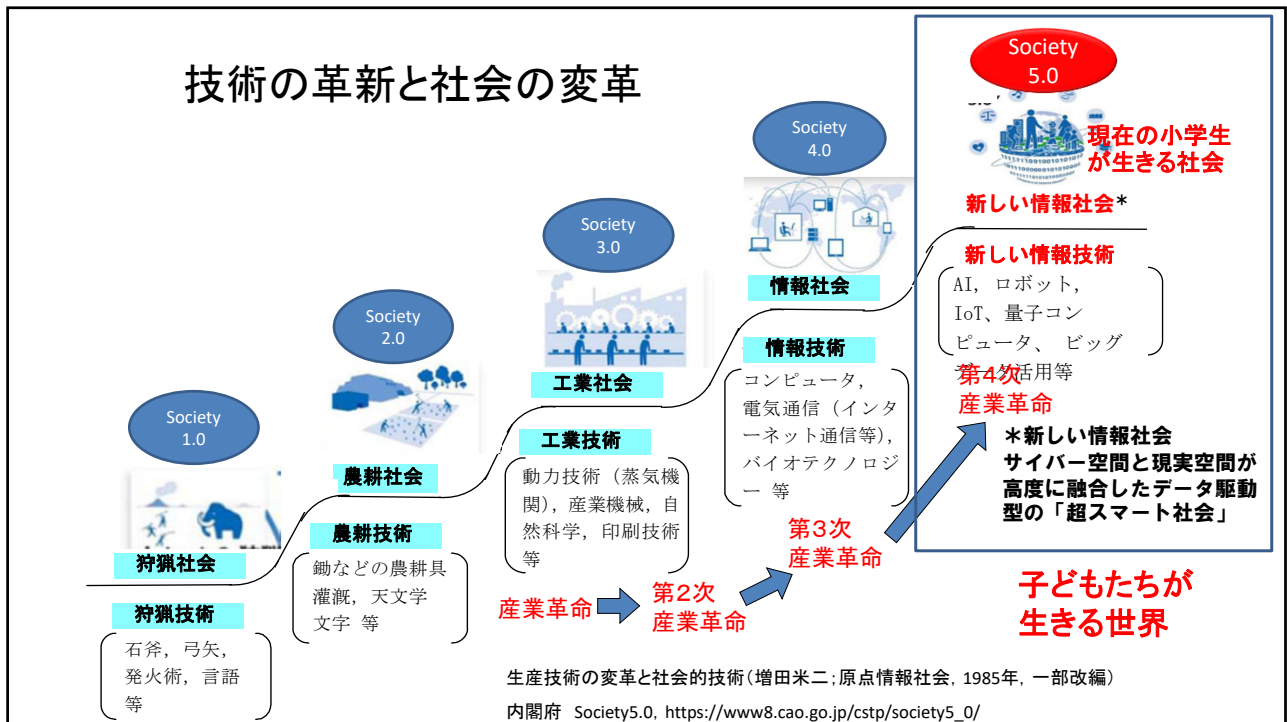 技術の革新と社会の変革
Society
1.0
狩猟社会
狩猟技術
石斧，弓矢，
発火術，言語
等
Society
2.0
農耕社会
農耕技術
鋤などの農耕具
灌漑，天文学
文字 等
Society
3.0
工業社会
工業技術
動力技術（蒸気機
関），産業機械，自
然科学，印刷技術
等
Society
4.0
情報社会
情報技術
コンピュータ，
電気通信（インタ
ーネット通信等），
バイオテクノロジ
ー 等
Society
5.0
現在の小学生
が生きる社会
新しい情報社会*
新しい情報技術
AI，ロボット，
IoT、量子コン
ピュータ、 ビッグ
データ活用等
産業革命
第2次
産業革命
第3次
産業革命
第4次
産業革命
＊新しい情報社会
サイバー空間と現実空間が
高度に融合したデータ駆動
型の「超スマート社会」
子どもたちが
生きる世界
生産技術の変革と社会的技術（増田米二；原点情報社会，1985年，一部改編）
内閣府 Society5.0，https://www8.cao.go.jp/cstp/society5_0/